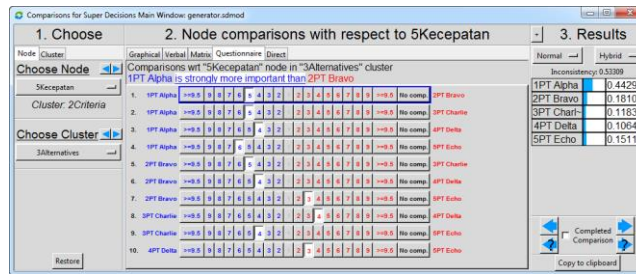 Comparisons for Super Decisions Main Window: generator.sdmod
1. Choose
2. Node comparisons with respect to 5Kecepatan
- 3. Results
Node Cluster
Graphical Verbal Matrix Questionnaire Direct
Normal Hybrid
Choose Node
5Kecepatan
Cluster: 2Criteria
Choose Cluster
3Alternatives
Restore
Comparisons wrt "5Kecepatan" node in "3Alternatives" cluster
1PT Alpha is strongly more important than 2PT Bravo
1. 1PT Alpha >=9.5 9 8 7 6 5 4 3 2 2 3 4 5 6 7 8 9 >=9.5 No comp. 2PT Bravo
2. 1PT Alpha >=9.5 9 8 7 6 5 4 3 2 2 3 4 5 6 7 8 9 >=9.5 No comp. 2PT Charlie
3. 1PT Alpha >=9.5 9 8 7 6 5 4 3 2 2 3 4 5 6 7 8 9 >=9.5 No comp. 4PT Delta
4. 1PT Alpha >=9.5 9 8 7 6 5 4 3 2 2 3 4 5 6 7 8 9 >=9.5 No comp. 5PT Echo
5. 2PT Bravo >=9.5 9 8 7 6 5 4 3 2 2 3 4 5 6 7 8 9 >=9.5 No comp. 3PT Charlie
6. 2PT Bravo >=9.5 9 8 7 6 5 4 3 2 2 3 4 5 6 7 8 9 >=9.5 No comp. 4PT Delta
7. 2PT Bravo >=9.5 9 8 7 6 5 4 3 2 2 3 4 5 6 7 8 9 >=9.5 No comp. 5PT Echo
8. 3PT Charlie >=9.5 9 8 7 6 5 4 3 2 2 3 4 5 6 7 8 9 >=9.5 No comp. 4PT Delta
9. 3PT Charlie >=9.5 9 8 7 6 5 4 3 2 2 3 4 5 6 7 8 9 >=9.5 No comp. 5PT Echo
10. 4PT Delta >=9.5 9 8 7 6 5 4 3 2 2 3 4 5 6 7 8 9 >=9.5 No comp. 5PT Echo
Inconsistency: 0.53309
1PT Alpha 0.4429
2PT Bravo 0.1810
3PT Charl~ 0.1183
4PT Delta 0.1064
5PT Echo 0.1511
Completed
Comparison
Copy to clipboard